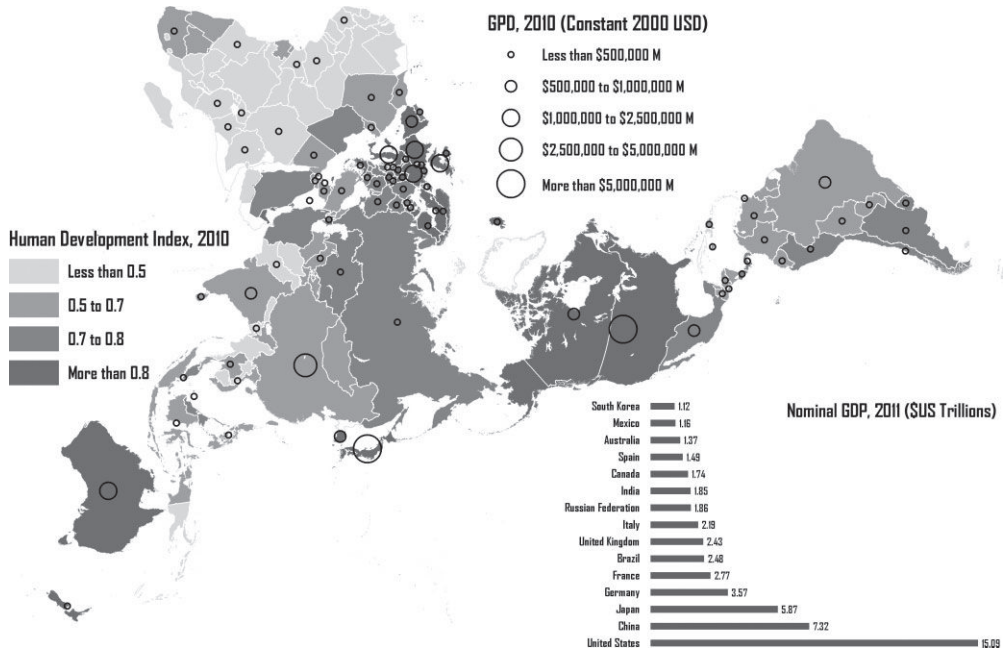 GPD, 2010 (Constant 2000 USD)
Less than $500,000 M
$500,000 to $1,000,000 M
$1,000,000 to $2,500,000 M
$2,500,000 to $5,000,000 M
More than $5,000,000 M
Human Development Index, 2010
Less than 0.5
0.5 to 0.7
0.7 to 0.8
More than 0.8
Nominal GDP, 2011 ($US Trillions)
South Korea 1.12
Mexico 1.16
Australia 1.37
Spain 1.49
Canada 1.74
India 1.85
Russian Federation 1.86
Italy 2.19
United Kingdom 2.43
Brazil 2.48
France 2.77
Germany 3.57
Japan 5.87
China 7.32
United States 15.09